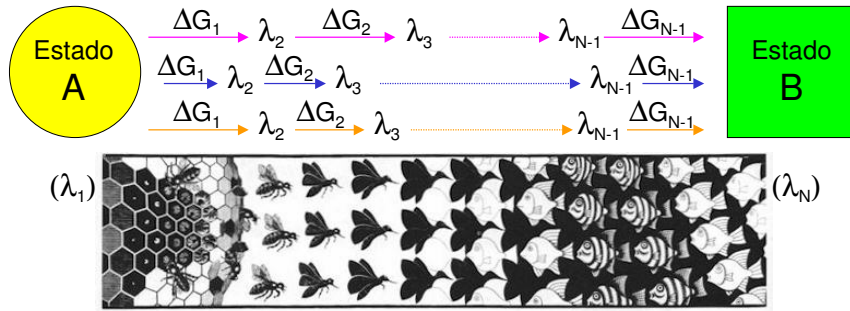 Estado
A
ΔG₁ λ₂ ΔG₂ λ₃ λN-1 ΔGN-1
ΔG₁ λ₂ ΔG₂ λ₃ λN-1 ΔGN-1
ΔG₁ λ₂ ΔG₂ λ₃ λN-1 ΔGN-1
Estado
B
(λ₁)
(λN)